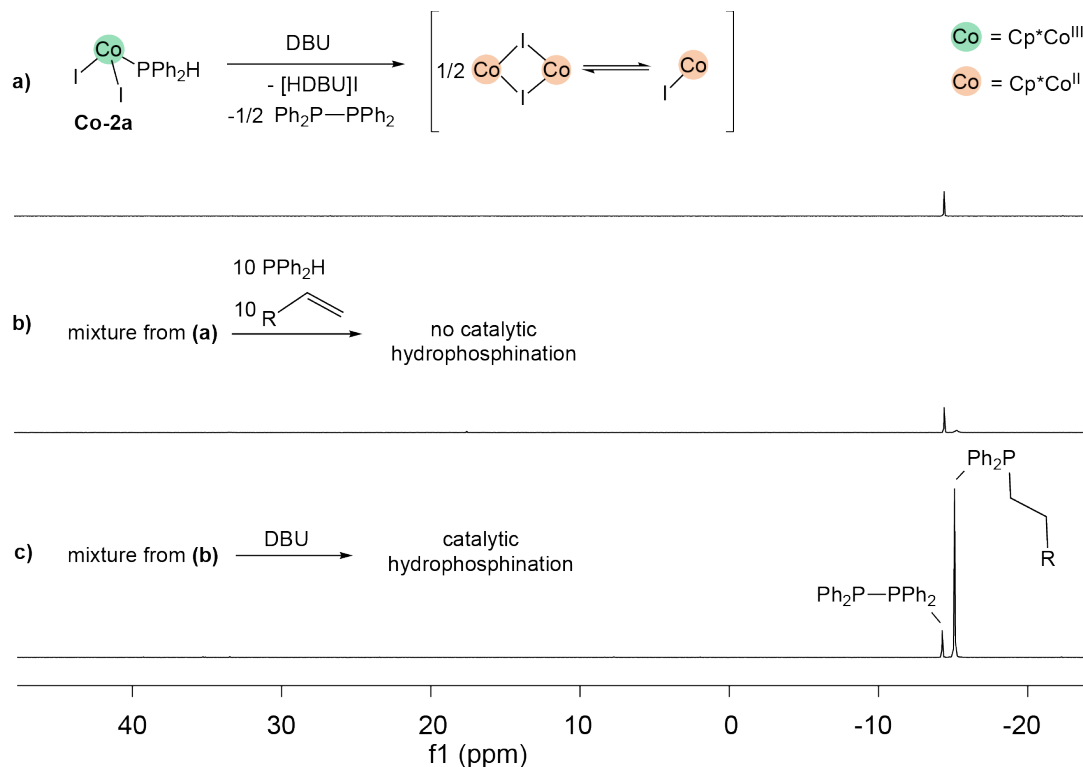 a)
Co
I
I
PPh2H
Co-2a
DBU
- [HDBU]I
-1/2 Ph2P—PPh2
1/2
I
Co Co
I
Co
I
Co = Cp*CoIII
Co = Cp*CoII
b)
mixture from (a)
10 PPh2H
10
R
no catalytic
hydrophosphination
c)
mixture from (b)
DBU
catalytic
hydrophosphination
Ph2P
R
Ph2P—PPh2
40 30 20 10 0 -10 -20
f1 (ppm)